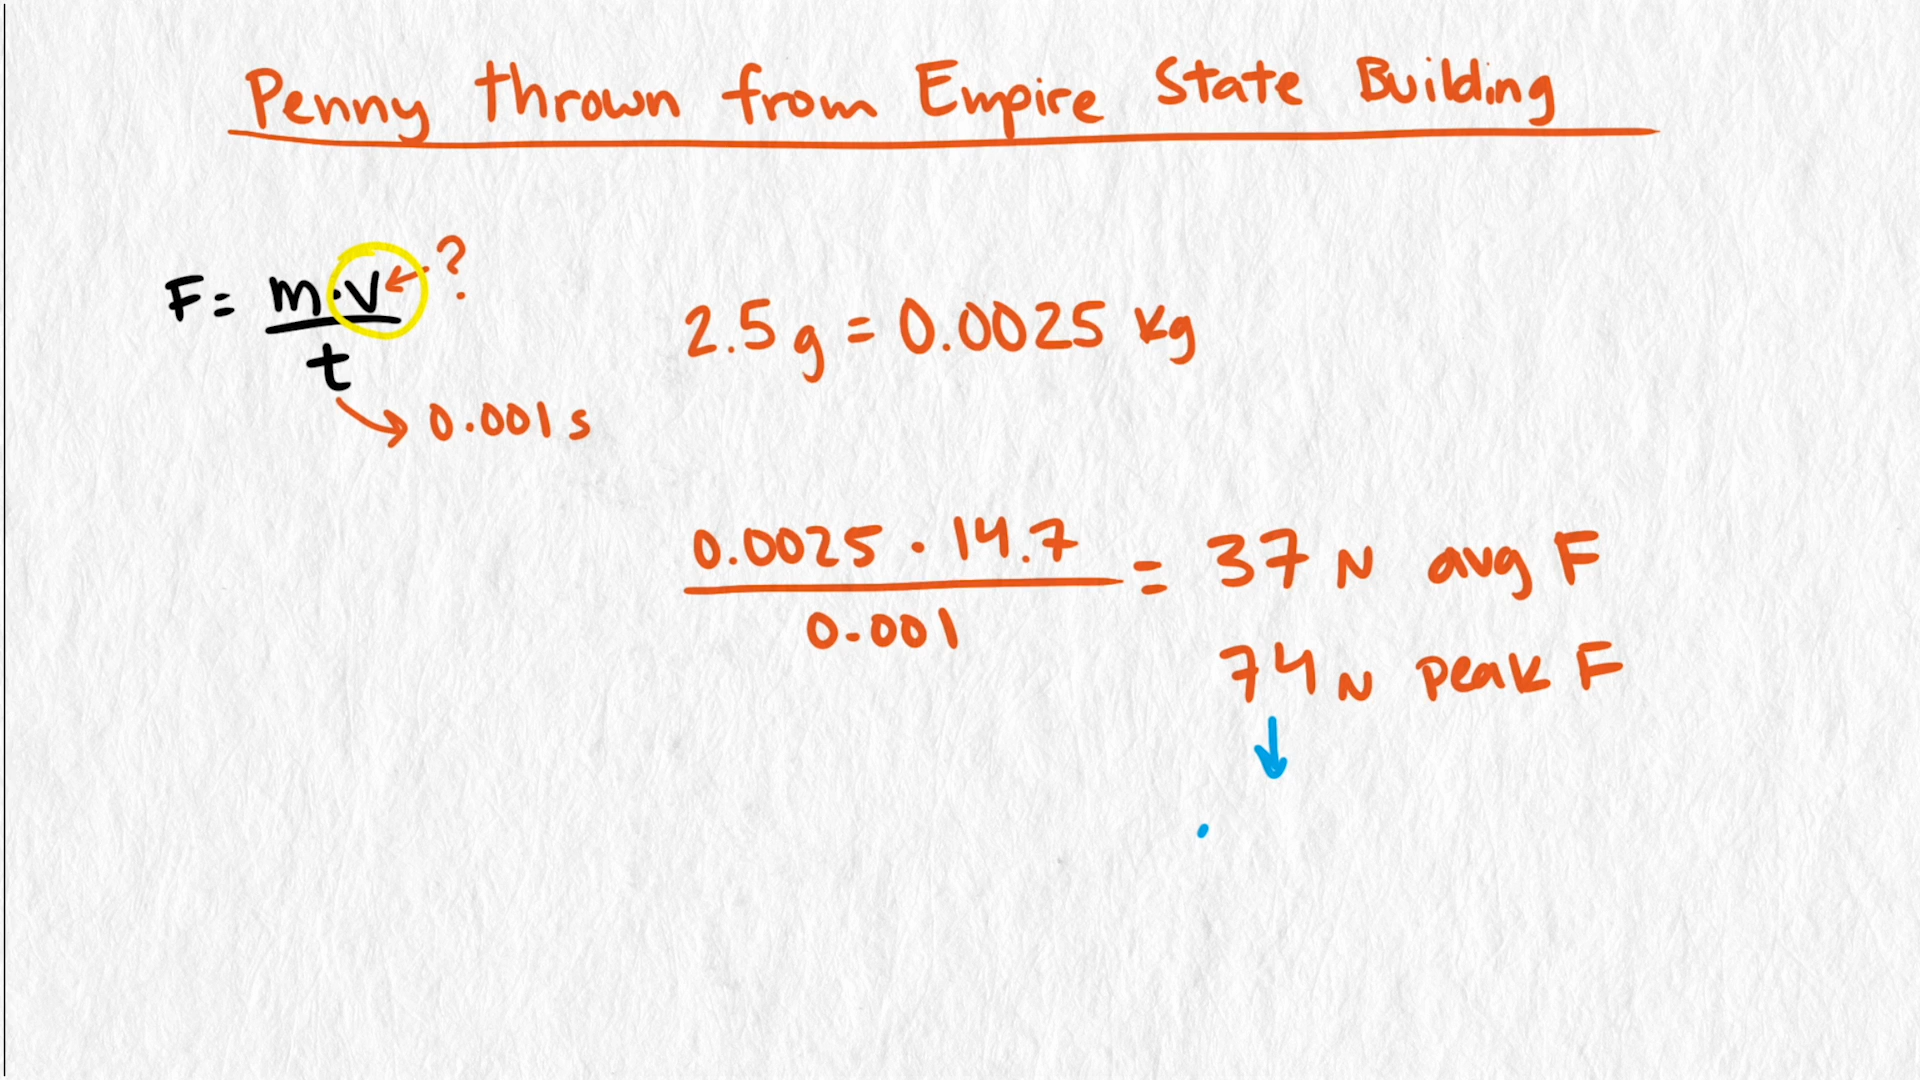 Penny thrown from Empire State Building
F = m·v ← ?
t
→ 0.001 s
2.5 g = 0.0025 kg
0.0025 · 14.7
0.001
= 37 N avg F
74 N peak F